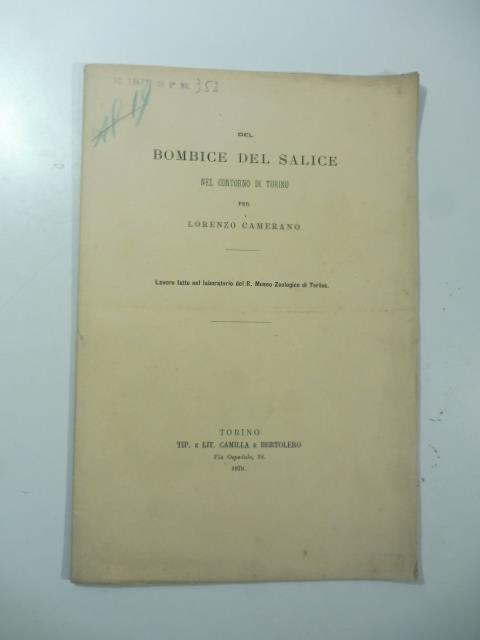 352
DEL
BOMBICE DEL SALICE
NEL CONTORNO DI TORINO
PER
LORENZO CAMERANO
Lavoro fatto nel laboratorio del R. Museo Zoologico di Torino.
TORINO
TIP. E LIT. CAMILLA E BERTOLERO
Via Ospedale, 18.